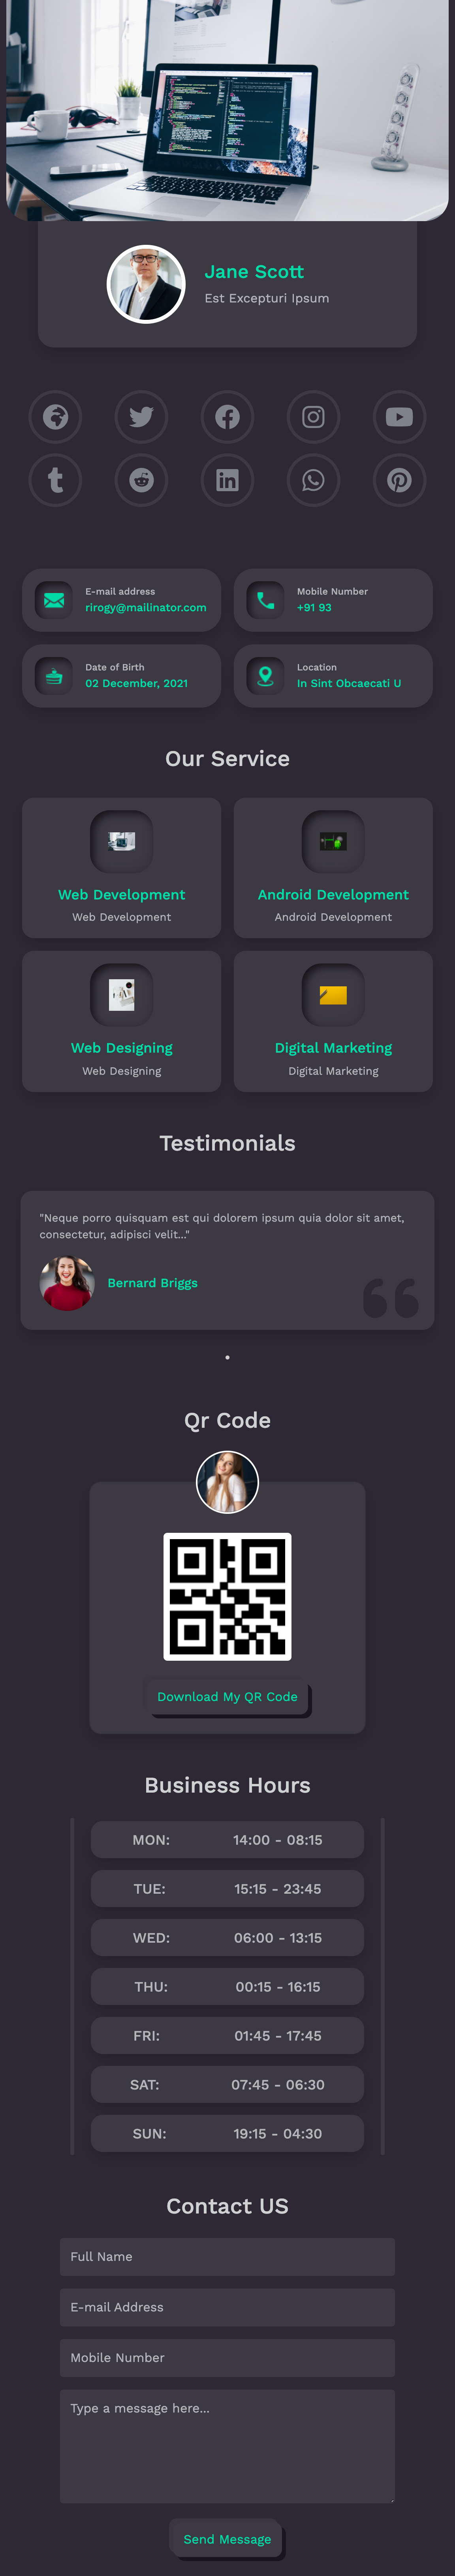 Jane Scott
Est Excepturi Ipsum
E-mail address
rirogy@mailinator.com
Mobile Number
+91 93
Date of Birth
02 December, 2021
Location
In Sint Obcaecati U
Our Service
Web Development
Web Development
Android Development
Android Development
Web Designing
Web Designing
Digital Marketing
Digital Marketing
Testimonials
"Neque porro quisquam est qui dolorem ipsum quia dolor sit amet,
consectetur, adipisci velit..."
Bernard Briggs
Qr Code
Download My QR Code
Business Hours
MON: 14:00 - 08:15
TUE: 15:15 - 23:45
WED: 06:00 - 13:15
THU: 00:15 - 16:15
FRI: 01:45 - 17:45
SAT: 07:45 - 06:30
SUN: 19:15 - 04:30
Contact US
Full Name
E-mail Address
Mobile Number
Type a message here...
Send Message